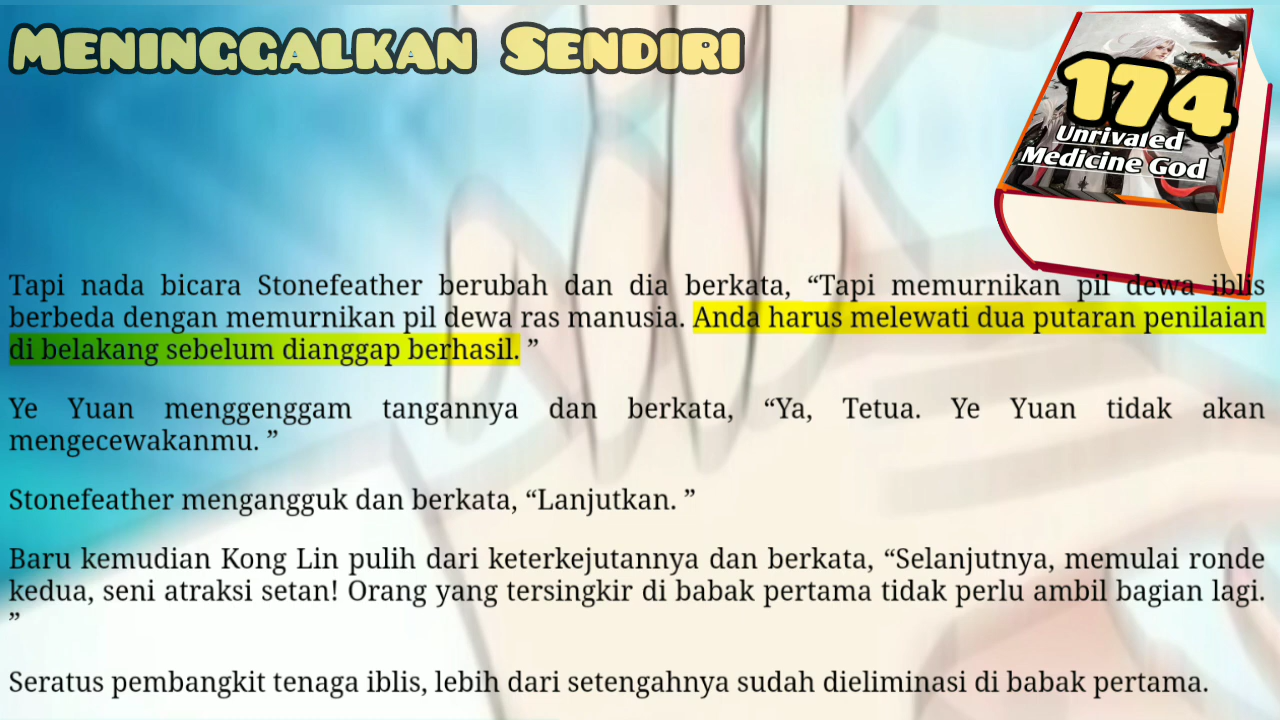 Meninggalkan Sendiri
174
Unrivaled
Medicine God
Tapi nada bicara Stonefeather berubah dan dia berkata, “Tapi memurnikan pil dewa iblis
berbeda dengan memurnikan pil dewa ras manusia. Anda harus melewati dua putaran penilaian
di belakang sebelum dianggap berhasil. ”
Ye Yuan menggenggam tangannya dan berkata, “Ya, Tetua. Ye Yuan tidak akan
mengecewakanmu. ”
Stonefeather mengangguk dan berkata, “Lanjutkan. ”
Baru kemudian Kong Lin pulih dari keterkejutannya dan berkata, “Selanjutnya, memulai ronde
kedua, seni atraksi setan! Orang yang tersingkir di babak pertama tidak perlu ambil bagian lagi.
”
Seratus pembangkit tenaga iblis, lebih dari setengahnya sudah dieliminasi di babak pertama.